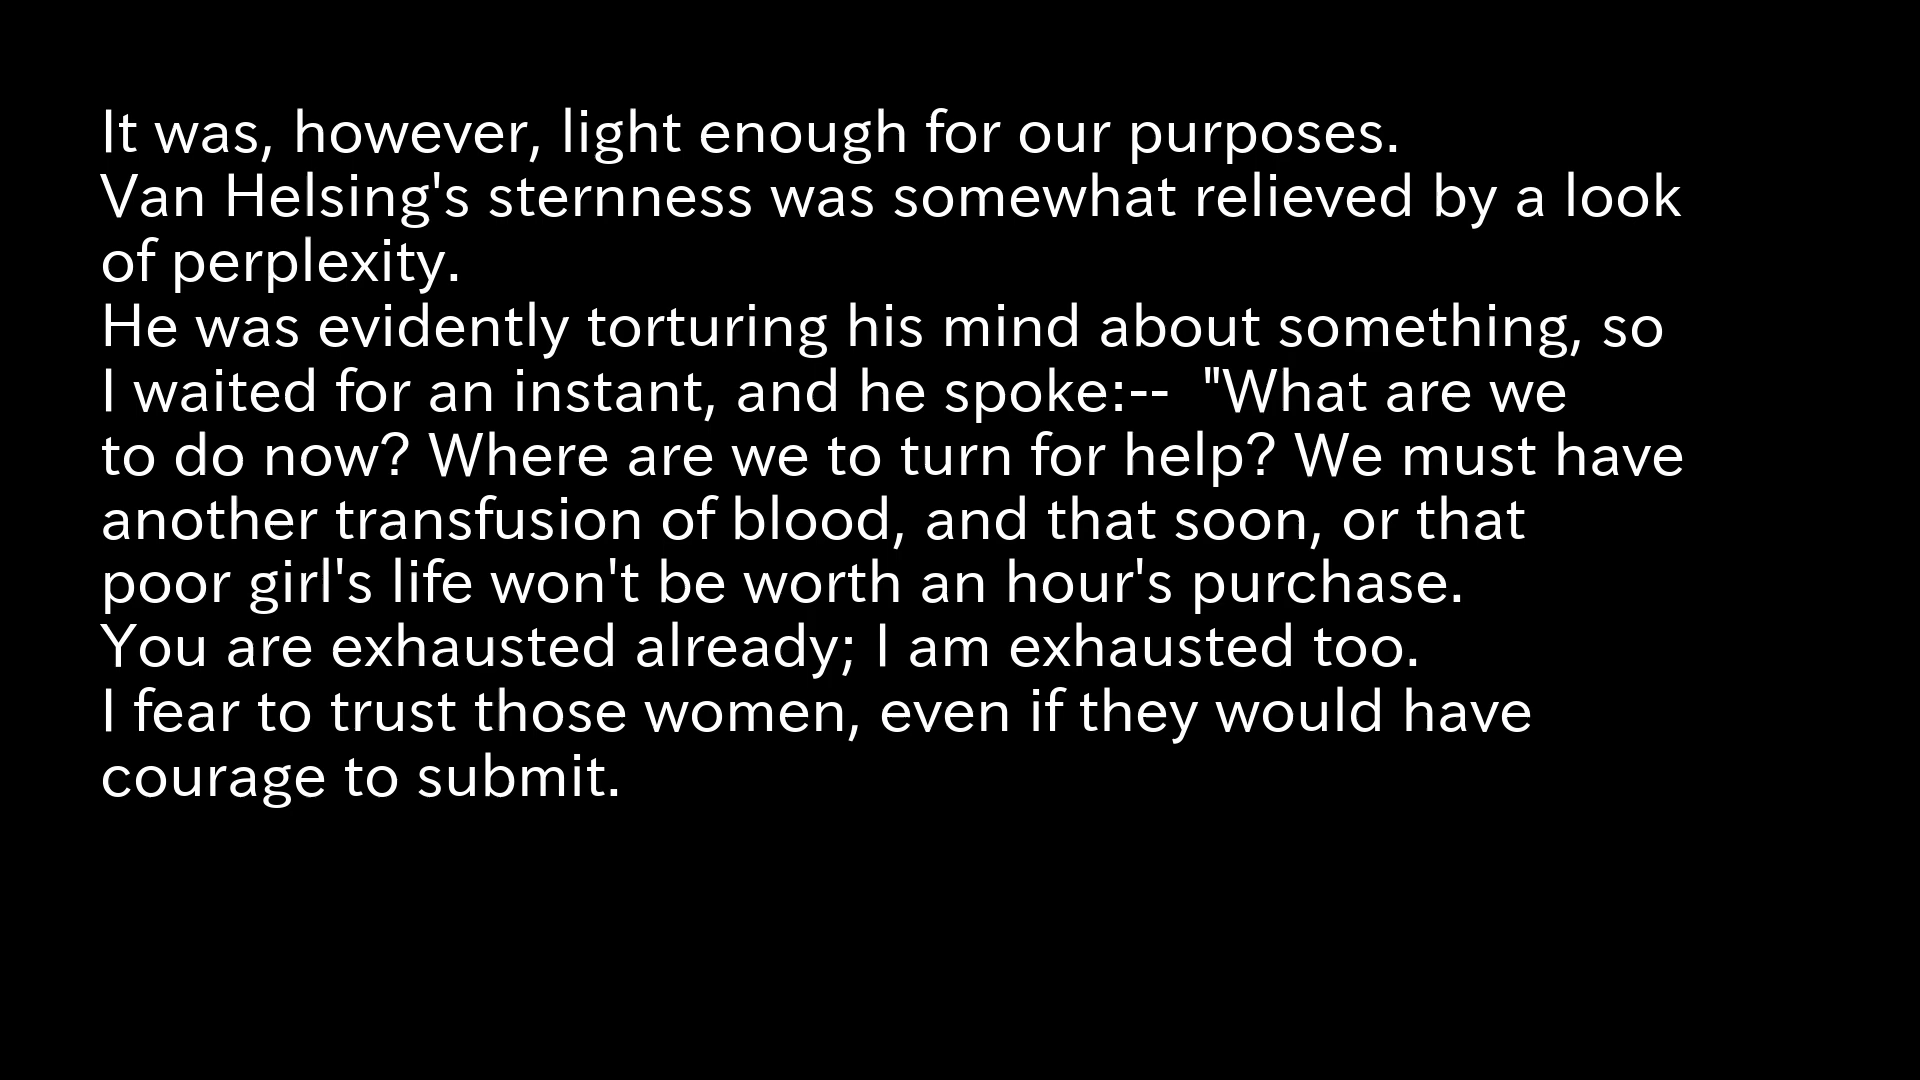 It was, however, light enough for our purposes.
Van Helsing's sternness was somewhat relieved by a look
of perplexity.
He was evidently torturing his mind about something, so
I waited for an instant, and he spoke:--  "What are we
to do now? Where are we to turn for help? We must have
another transfusion of blood, and that soon, or that
poor girl's life won't be worth an hour's purchase.
You are exhausted already; I am exhausted too.
I fear to trust those women, even if they would have
courage to submit.